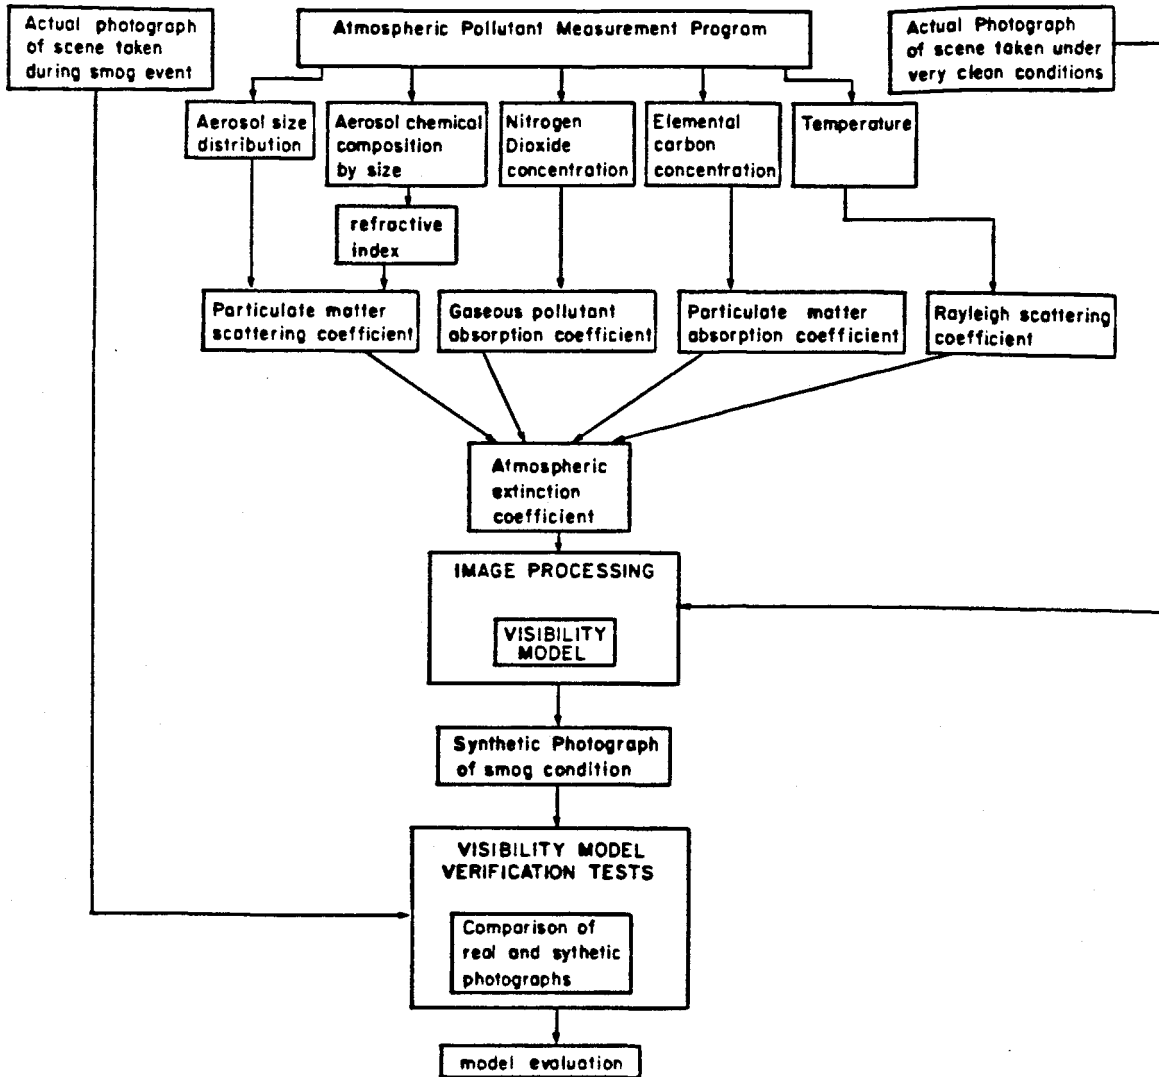 Actual photograph
of scene taken
during smog event
Atmospheric Pollutant Measurement Program
Actual Photograph
of scene taken under
very clean conditions
Aerosol size
distribution
Aerosol chemical
composition
by size
Nitrogen
Dioxide
concentration
Elemental
carbon
concentration
Temperature
refractive
index
Particulate matter
scattering coefficient
Gaseous pollutant
absorption coefficient
Particulate matter
absorption coefficient
Rayleigh scattering
coefficient
Atmospheric
extinction
coefficient
IMAGE PROCESSING
VISIBILITY
MODEL
Synthetic Photograph
of smog condition
VISIBILITY MODEL
VERIFICATION TESTS
Comparison of
real and sythetic
photographs
model evaluation